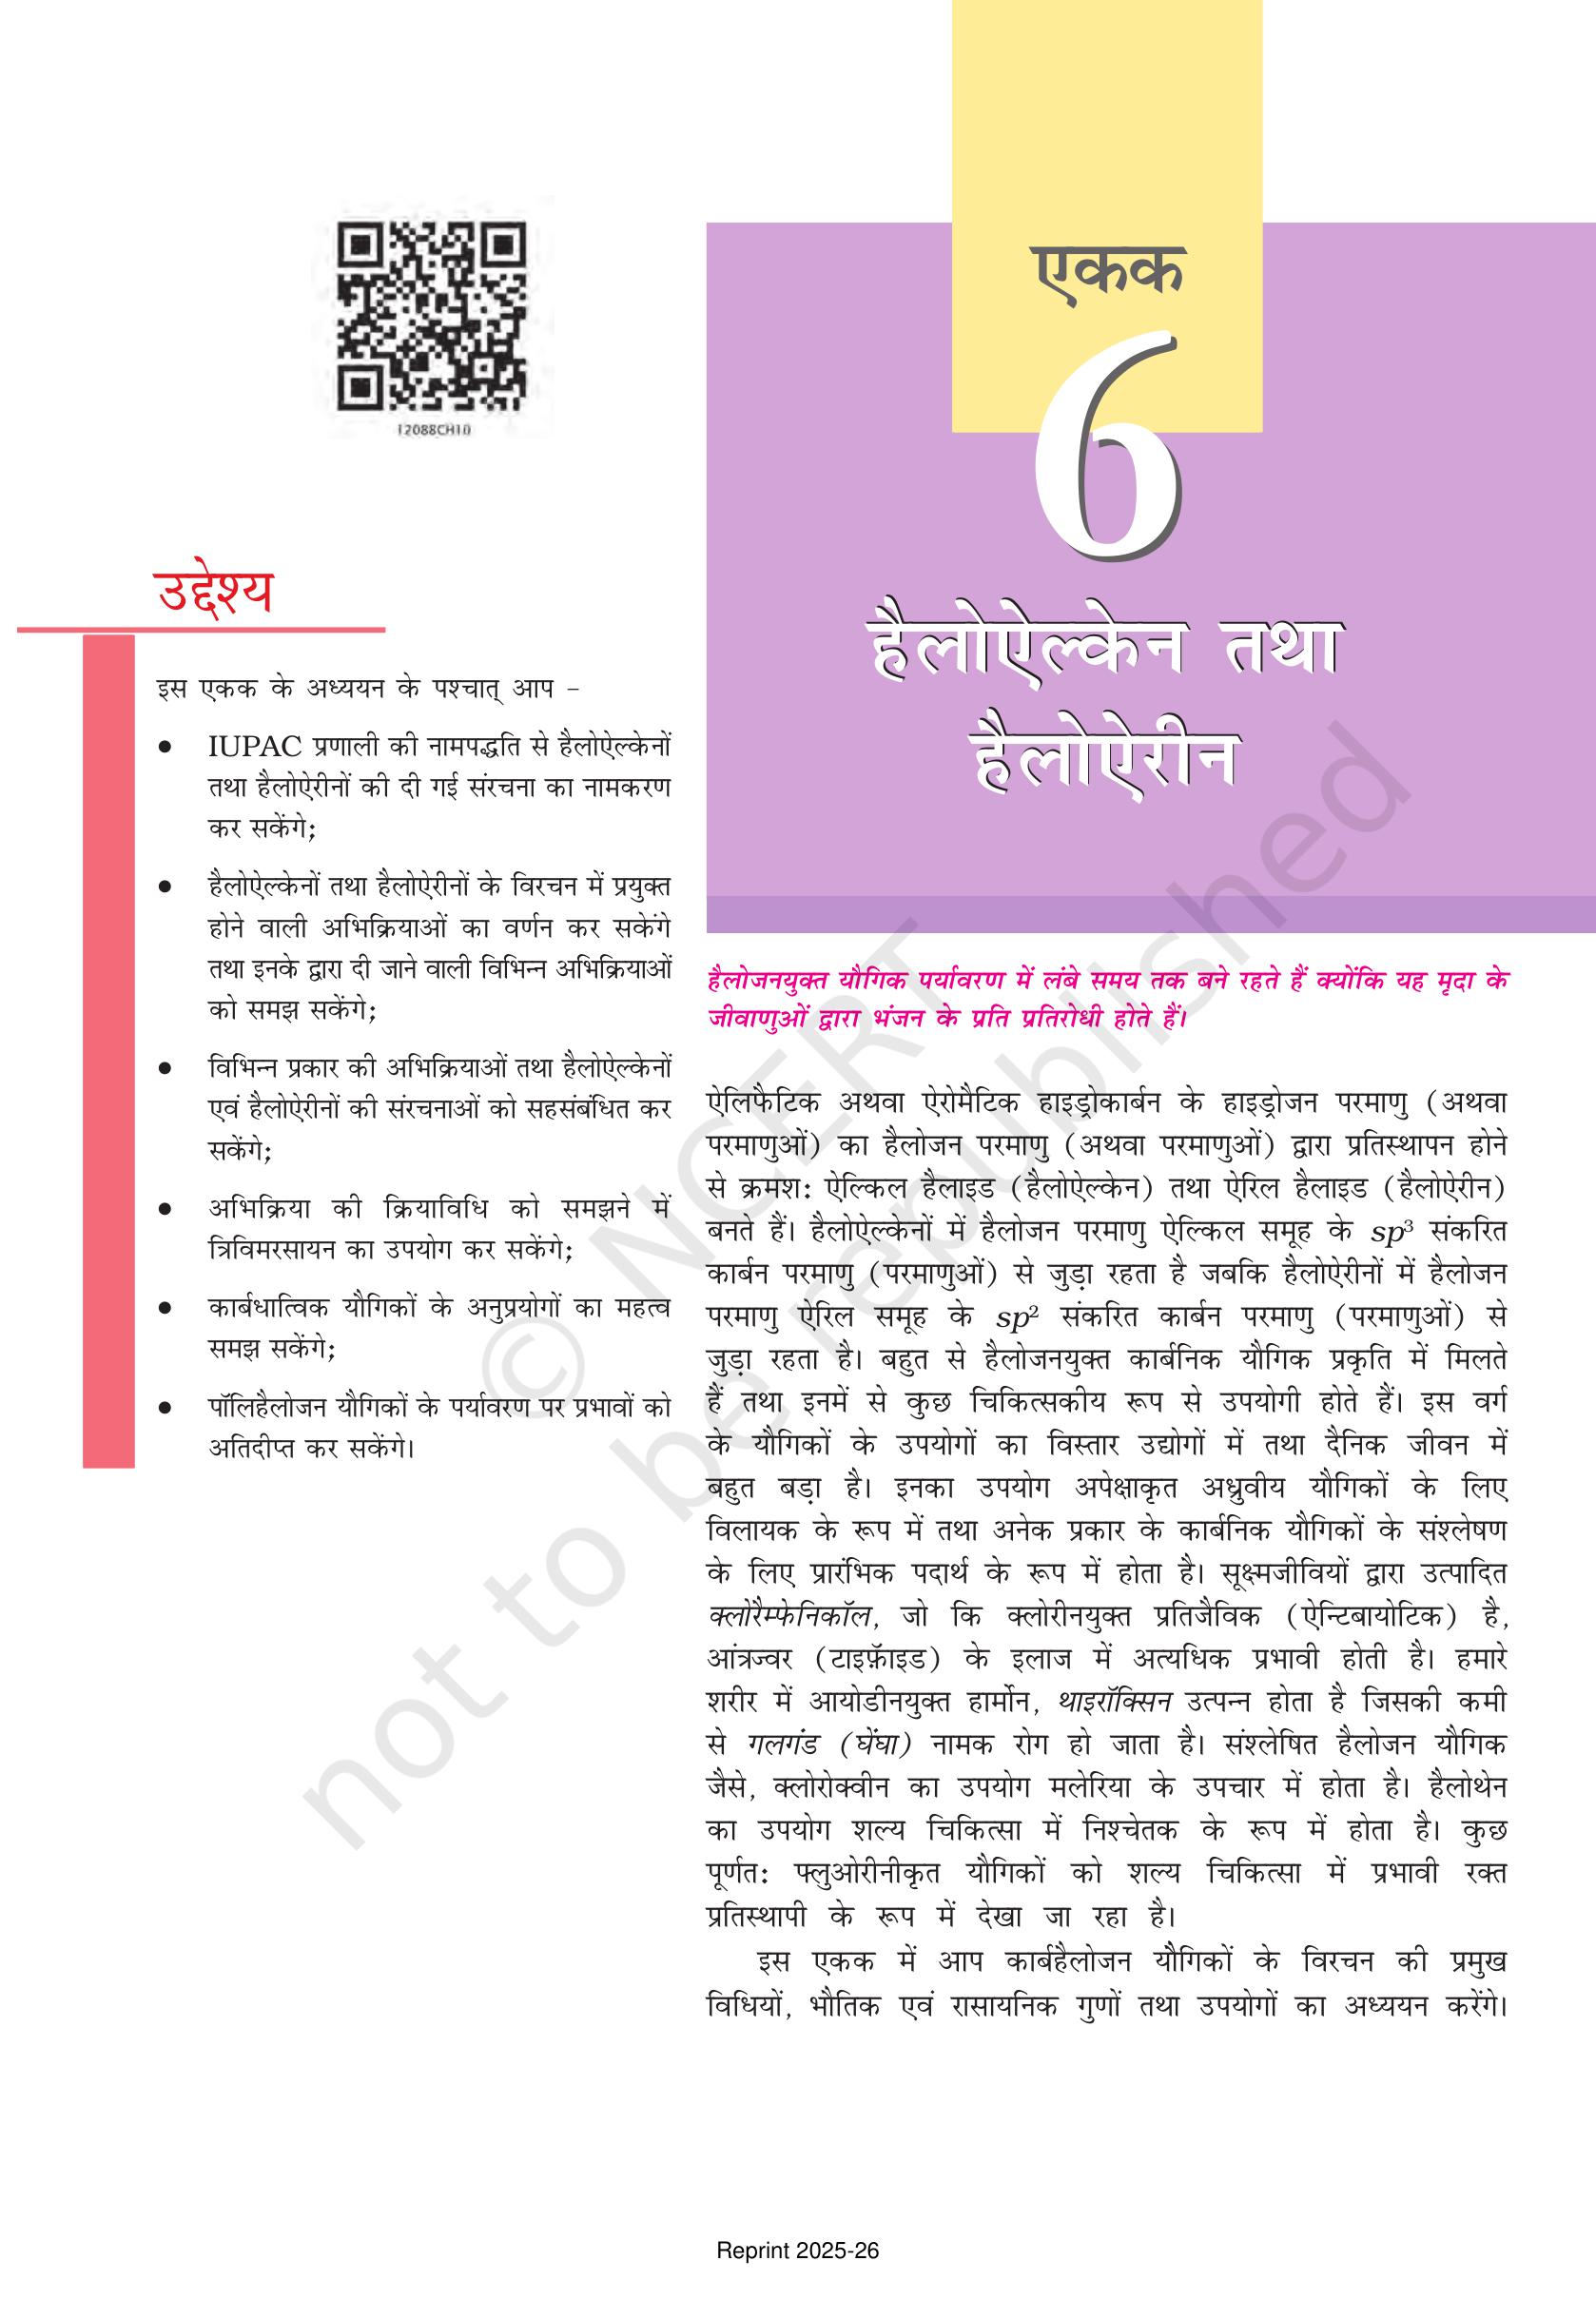 12088CH10
एकक
6
हैलोऐल्केन तथा
हैलोऐरीन
उद्देश्य
इस एकक के अध्ययन के पश्चात् आप –
● IUPAC प्रणाली की नामपद्धति से हैलोऐल्केनों
तथा हैलोऐरीनों की दी गई संरचना का नामकरण
कर सकेंगे;
● हैलोऐल्केनों तथा हैलोऐरीनों के विरचन में प्रयुक्त
होने वाली अभिक्रियाओं का वर्णन कर सकेंगे
तथा इनके द्वारा दी जाने वाली विभिन्न अभिक्रियाओं
को समझ सकेंगे;
● विभिन्न प्रकार की अभिक्रियाओं तथा हैलोऐल्केनों
एवं हैलोऐरीनों की संरचनाओं को सहसंबंधित कर
सकेंगे;
● अभिक्रिया की क्रियाविधि को समझने में
त्रिविमरसायन का उपयोग कर सकेंगे;
● कार्बधात्विक यौगिकों के अनुप्रयोगों का महत्व
समझ सकेंगे;
● पॉलिहैलोजन यौगिकों के पर्यावरण पर प्रभावों को
अतिदीप्त कर सकेंगे।
हैलोजनयुक्त यौगिक पर्यावरण में लंबे समय तक बने रहते हैं क्योंकि यह मृदा के
जीवाणुओं द्वारा भंजन के प्रति प्रतिरोधी होते हैं।
ऐलिफैटिक अथवा ऐरोमैटिक हाइड्रोकार्बन के हाइड्रोजन परमाणु (अथवा
परमाणुओं) का हैलोजन परमाणु (अथवा परमाणुओं) द्वारा प्रतिस्थापन होने
से क्रमश: ऐल्किल हैलाइड (हैलोऐल्केन) तथा ऐरिल हैलाइड (हैलोऐरीन)
बनते हैं। हैलोऐल्केनों में हैलोजन परमाणु ऐल्किल समूह के sp³ संकरित
कार्बन परमाणु (परमाणुओं) से जुड़ा रहता है जबकि हैलोऐरीनों में हैलोजन
परमाणु ऐरिल समूह के sp² संकरित कार्बन परमाणु (परमाणुओं) से
जुड़ा रहता है। बहुत से हैलोजनयुक्त कार्बनिक यौगिक प्रकृति में मिलते
हैं तथा इनमें से कुछ चिकित्सकीय रूप से उपयोगी होते हैं। इस वर्ग
के यौगिकों के उपयोगों का विस्तार उद्योगों में तथा दैनिक जीवन में
बहुत बड़ा है। इनका उपयोग अपेक्षाकृत अध्रुवीय यौगिकों के लिए
विलायक के रूप में तथा अनेक प्रकार के कार्बनिक यौगिकों के संश्लेषण
के लिए प्रारंभिक पदार्थ के रूप में होता है। सूक्ष्मजीवियों द्वारा उत्पादित
क्लोरैम्फेनिकॉल, जो कि क्लोरीनयुक्त प्रतिजैविक (ऐन्टिबायोटिक) है,
आंत्रज्वर (टाइफ़ॉइड) के इलाज में अत्यधिक प्रभावी होती है। हमारे
शरीर में आयोडीनयुक्त हार्मोन, थाइरॉक्सिन उत्पन्न होता है जिसकी कमी
से गलगंड (घेंघा) नामक रोग हो जाता है। संश्लेषित हैलोजन यौगिक
जैसे, क्लोरोक्वीन का उपयोग मलेरिया के उपचार में होता है। हैलोथेन
का उपयोग शल्य चिकित्सा में निश्चेतक के रूप में होता है। कुछ
पूर्णत: फ्लुओरीनीकृत यौगिकों को शल्य चिकित्सा में प्रभावी रक्त
प्रतिस्थापी के रूप में देखा जा रहा है।
इस एकक में आप कार्बहैलोजन यौगिकों के विरचन की प्रमुख
विधियों, भौतिक एवं रासायनिक गुणों तथा उपयोगों का अध्ययन करेंगे।
© NCERT
not to be republished
Reprint 2025-26